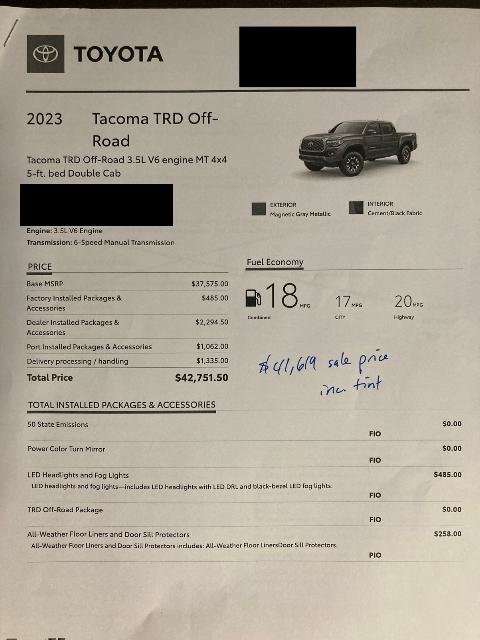 TOYOTA
2023 Tacoma TRD Off-
Road
Tacoma TRD Off-Road 3.5L V6 engine MT 4x4
5-ft. bed Double Cab
EXTERIOR
Magnetic Gray Metallic
INTERIOR
Cement/Black Fabric
Engine: 3.5L V6 Engine
Transmission: 6-Speed Manual Transmission
PRICE
Base MSRP $37,575.00
Factory Installed Packages & $485.00
Accessories
Dealer Installed Packages & $2,294.50
Accessories
Port Installed Packages & Accessories $1,062.00
Delivery processing / handling $1,335.00
Total Price $42,751.50
Fuel Economy
18 MPG
Combined
17 MPG
CITY
20 MPG
Highway
$41,619 sale price
incr tint
TOTAL INSTALLED PACKAGES & ACCESSORIES
50 State Emissions $0.00
FIO
Power Color Turn Mirror $0.00
FIO
LED Headlights and Fog Lights $485.00
LED headlights and fog lights—includes LED headlights with LED DRL and black-bezel LED fog lights.
FIO
TRD Off-Road Package $0.00
FIO
All-Weather Floor Liners and Door Sill Protectors $258.00
All-Weather Floor Liners and Door Sill Protectors includes: All-Weather Floor LinersDoor Sill Protectors
PIO